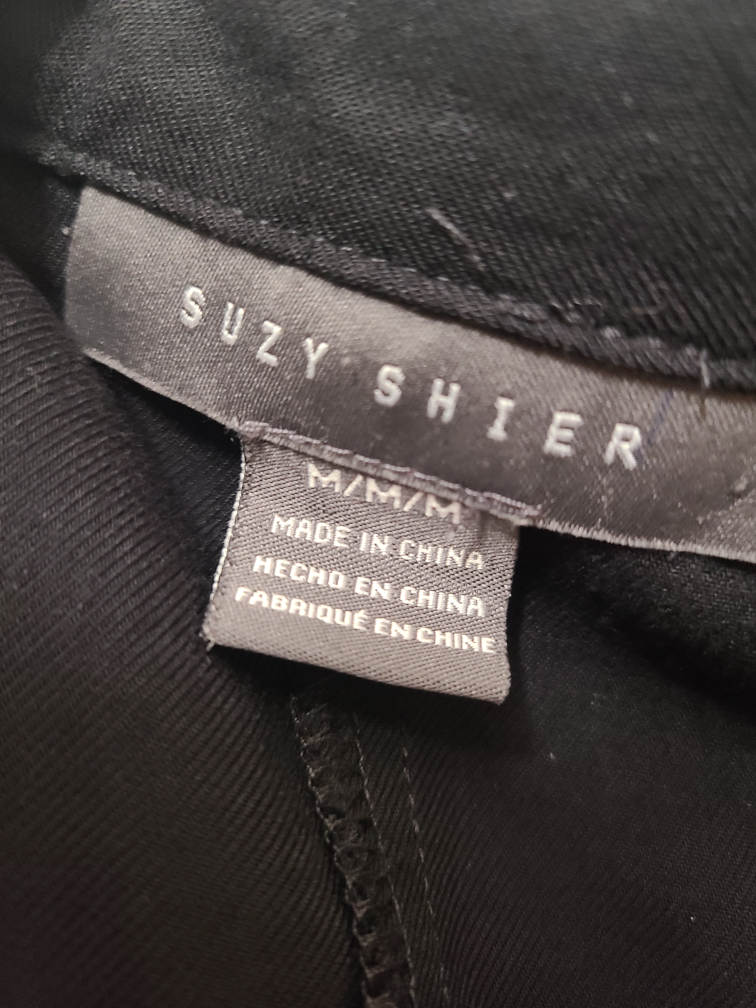 SUZY SHIER
M/M/M
MADE IN CHINA
HECHO EN CHINA
FABRIQUÉ EN CHINE